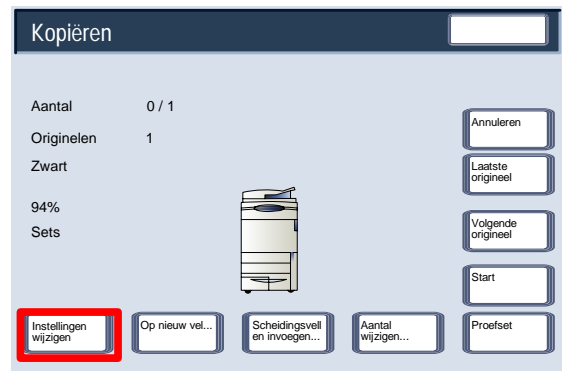 Kopiëren
Aantal 0 / 1
Originelen 1
Zwart
94%
Sets
Annuleren
Laatste
origineel
Volgende
origineel
Start
Instellingen
wijzigen
Op nieuw vel...
Scheidingsvell
en invoegen...
Aantal
wijzigen...
Proefset